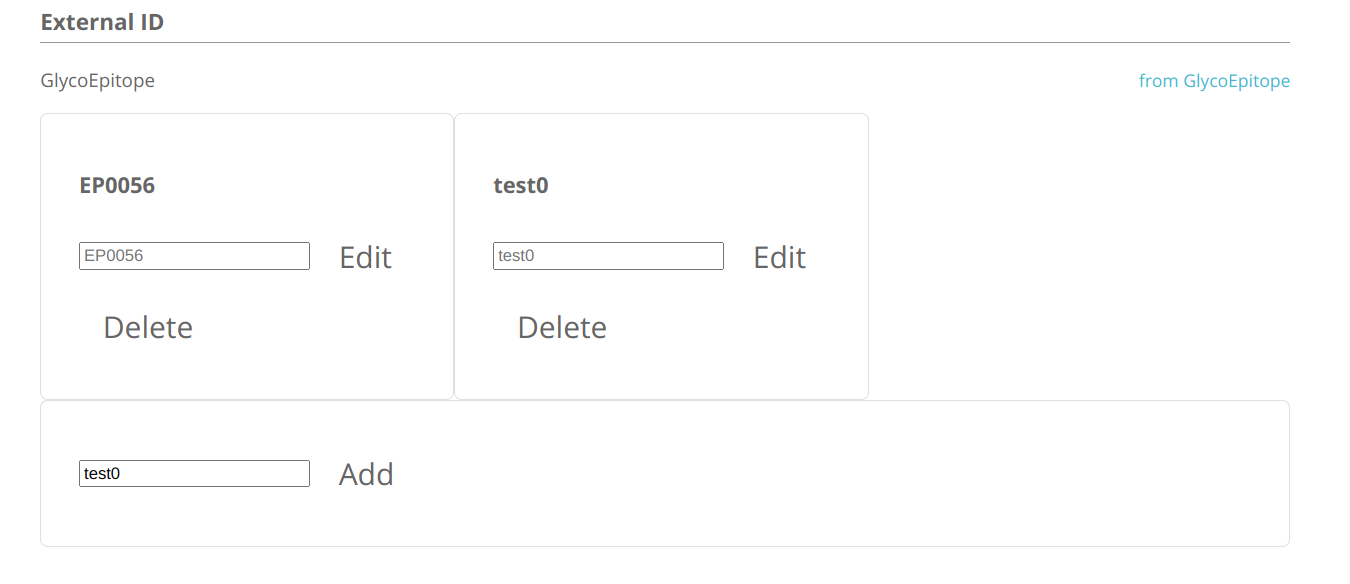 External ID
GlycoEpitope from GlycoEpitope
EP0056 test0
EP0056 Edit test0 Edit
Delete Delete
test0 Add